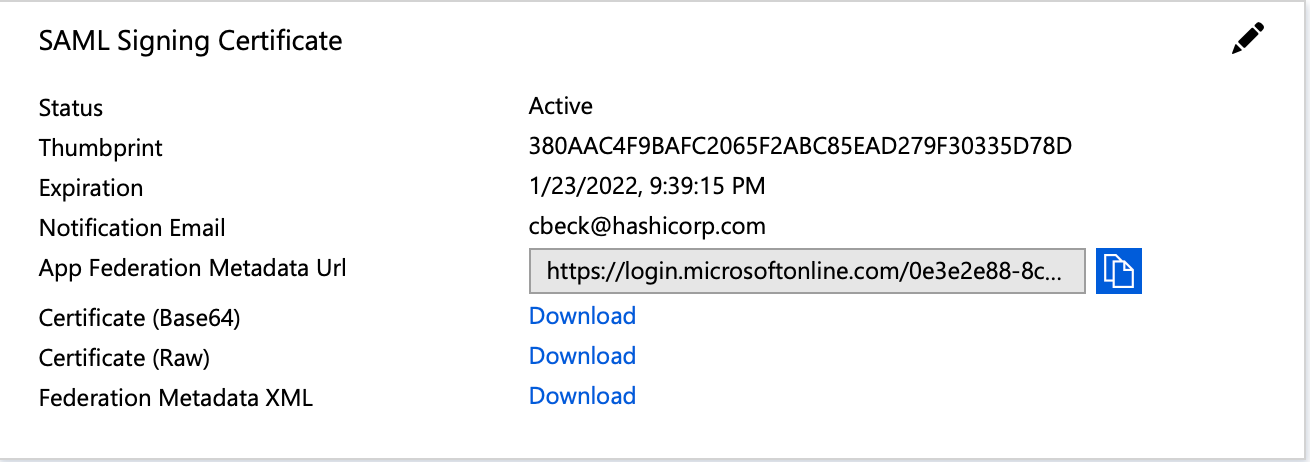 SAML Signing Certificate
Status Active
Thumbprint 380AAC4F9BAFC2065F2ABC85EAD279F30335D78D
Expiration 1/23/2022, 9:39:15 PM
Notification Email cbeck@hashicorp.com
App Federation Metadata Url https://login.microsoftonline.com/0e3e2e88-8c...
Certificate (Base64) Download
Certificate (Raw) Download
Federation Metadata XML Download